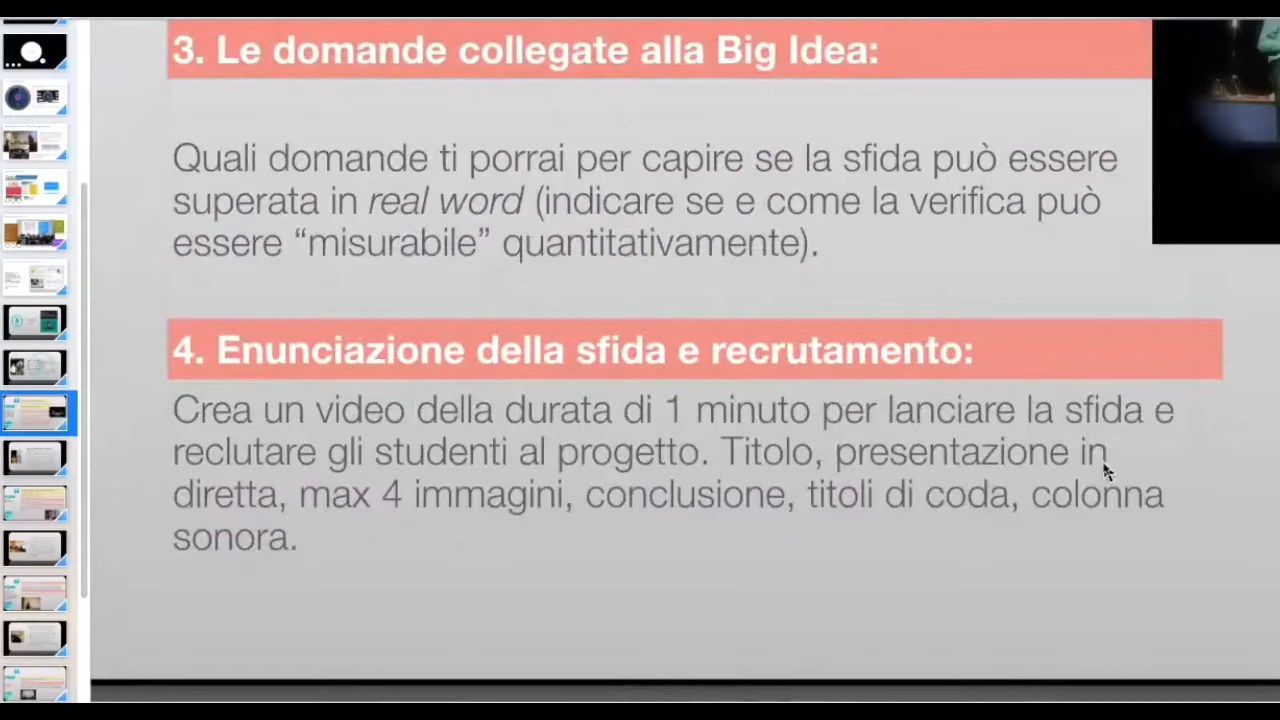 3. Le domande collegate alla Big Idea:
Quali domande ti porrai per capire se la sfida può essere
superata in real word (indicare se e come la verifica può
essere “misurabile” quantitativamente).
4. Enunciazione della sfida e recrutamento:
Crea un video della durata di 1 minuto per lanciare la sfida e
reclutare gli studenti al progetto. Titolo, presentazione in
diretta, max 4 immagini, conclusione, titoli di coda, colonna
sonora.